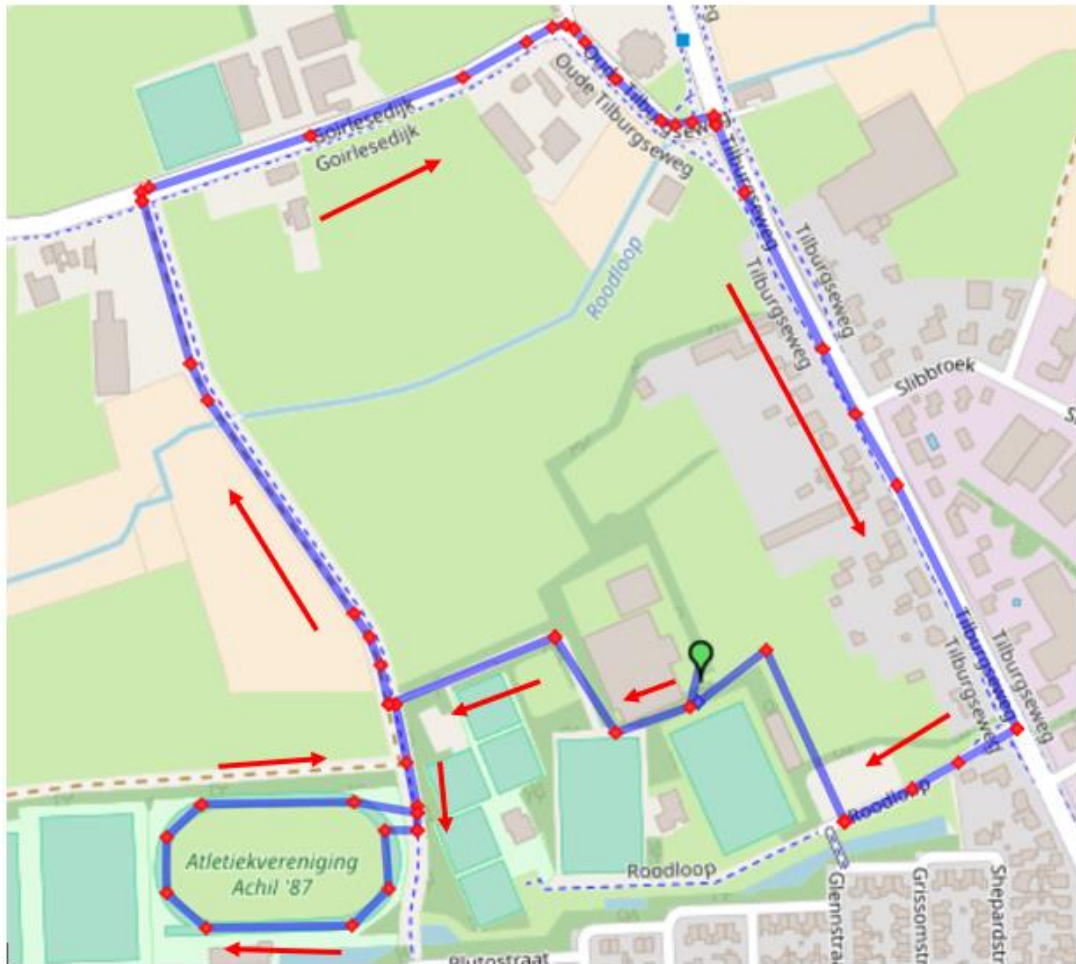 Goirlesedijk
Goirlesedijk
Oude Tilburgseweg
Oude Tilburgseweg
Tilburgseweg
Tilburgseweg
Tilburgseweg
Roodloop
Slibbroek
Tilburgseweg
Tilburgseweg
Tilburgseweg
Roodloop
Atletiekvereniging
Achil '87
Roodloop
Glennstraat
Grissomstr
Shepardstr
Plutostraat